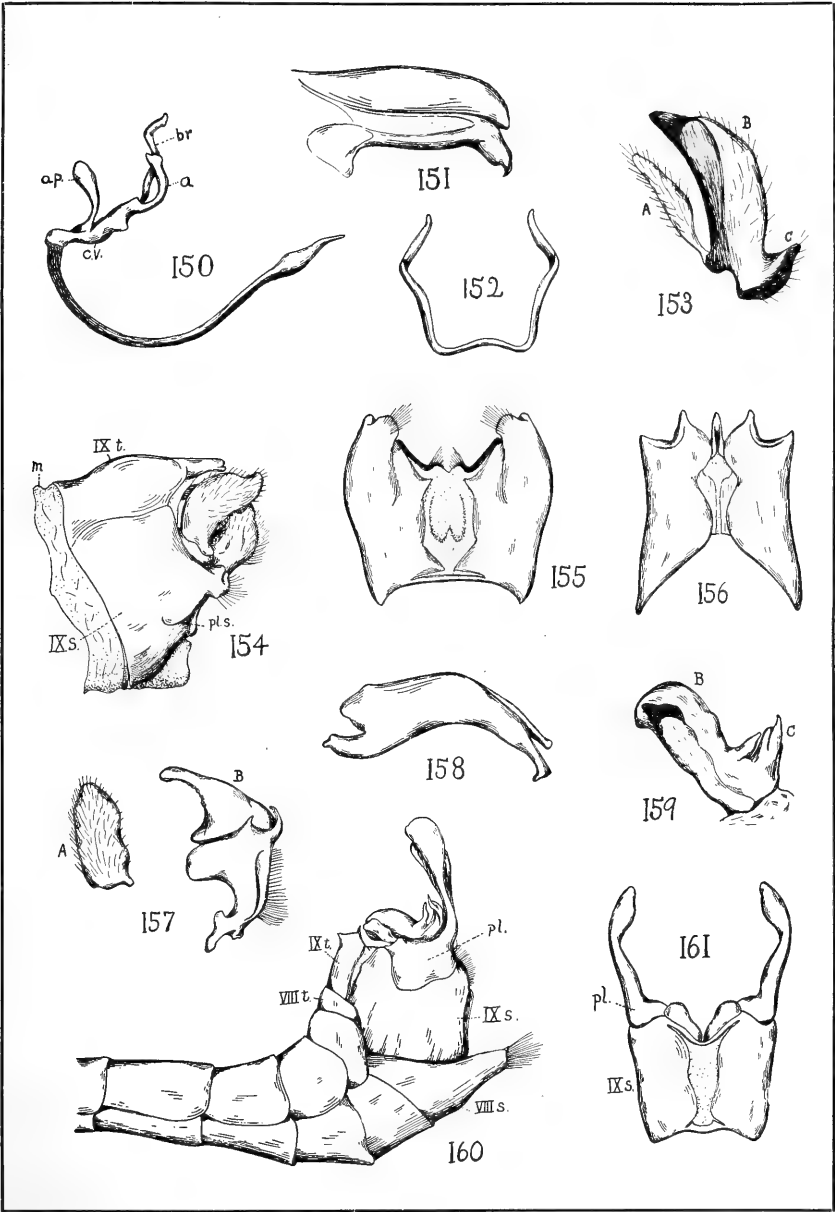 br
ap.
a
c.v.
150
151
152
B
A
C
153
IX t.
m
IX s.
pl.s.
154
155
156
158
B
C
159
B
A
157
IX t.
pl.
VIII t.
IX s.
VIII s.
160
161
pl.
IX s.